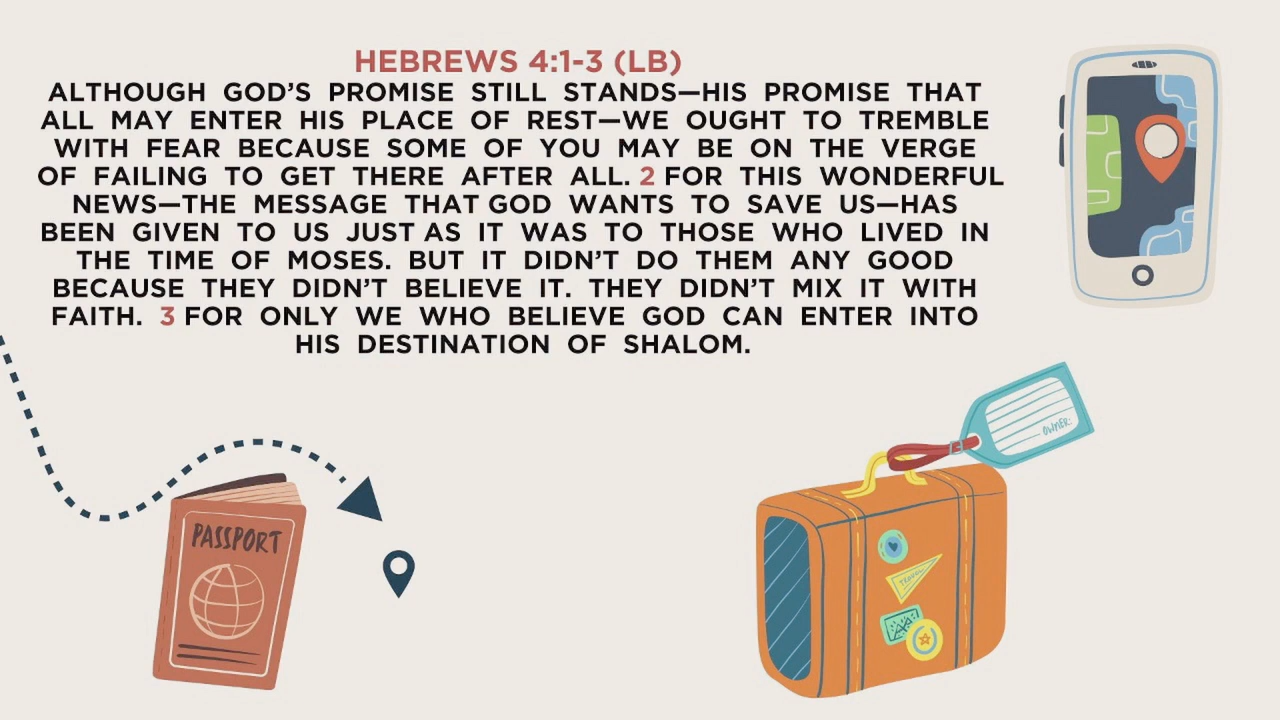 HEBREWS 4:1-3 (LB)
ALTHOUGH GOD’S PROMISE STILL STANDS—HIS PROMISE THAT
ALL MAY ENTER HIS PLACE OF REST—WE OUGHT TO TREMBLE
WITH FEAR BECAUSE SOME OF YOU MAY BE ON THE VERGE
OF FAILING TO GET THERE AFTER ALL. 2 FOR THIS WONDERFUL
NEWS—THE MESSAGE THAT GOD WANTS TO SAVE US—HAS
BEEN GIVEN TO US JUST AS IT WAS TO THOSE WHO LIVED IN
THE TIME OF MOSES. BUT IT DIDN’T DO THEM ANY GOOD
BECAUSE THEY DIDN’T BELIEVE IT. THEY DIDN’T MIX IT WITH
FAITH. 3 FOR ONLY WE WHO BELIEVE GOD CAN ENTER INTO
HIS DESTINATION OF SHALOM.
OWNER:
PASSPORT
TRAVEL